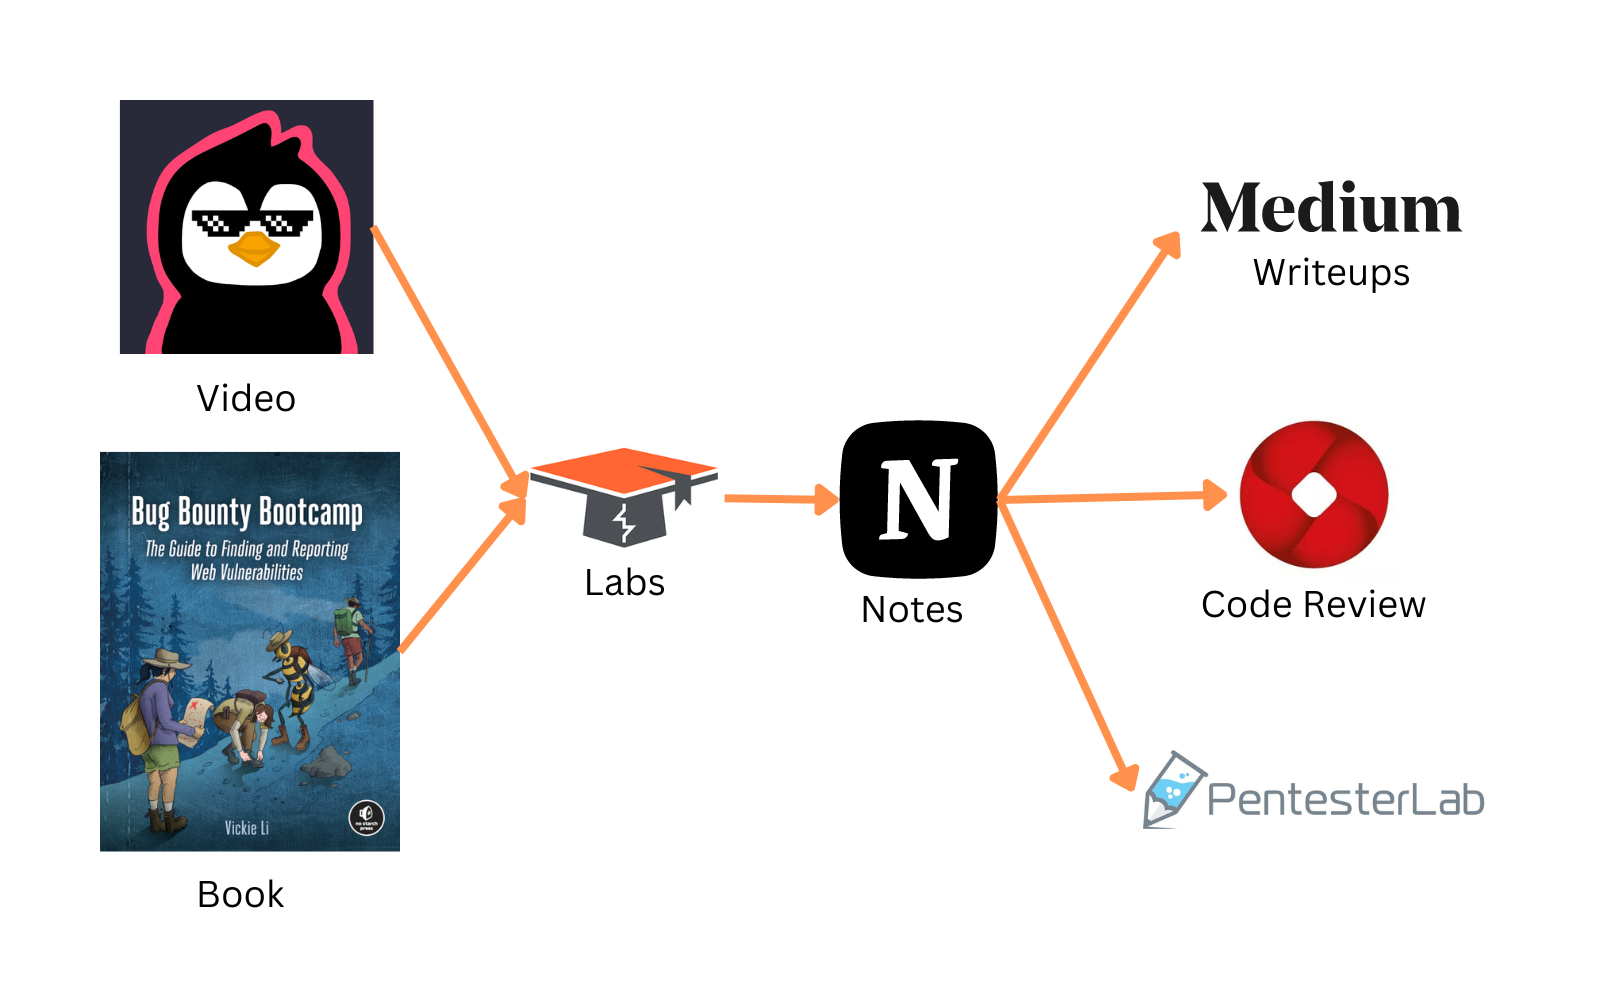 Video
Bug Bounty Bootcamp
The Guide to Finding and Reporting
Web Vulnerabilities
Vickie Li
no starch
press
Book
Labs
N
Notes
Medium
Writeups
Code Review
PentesterLab